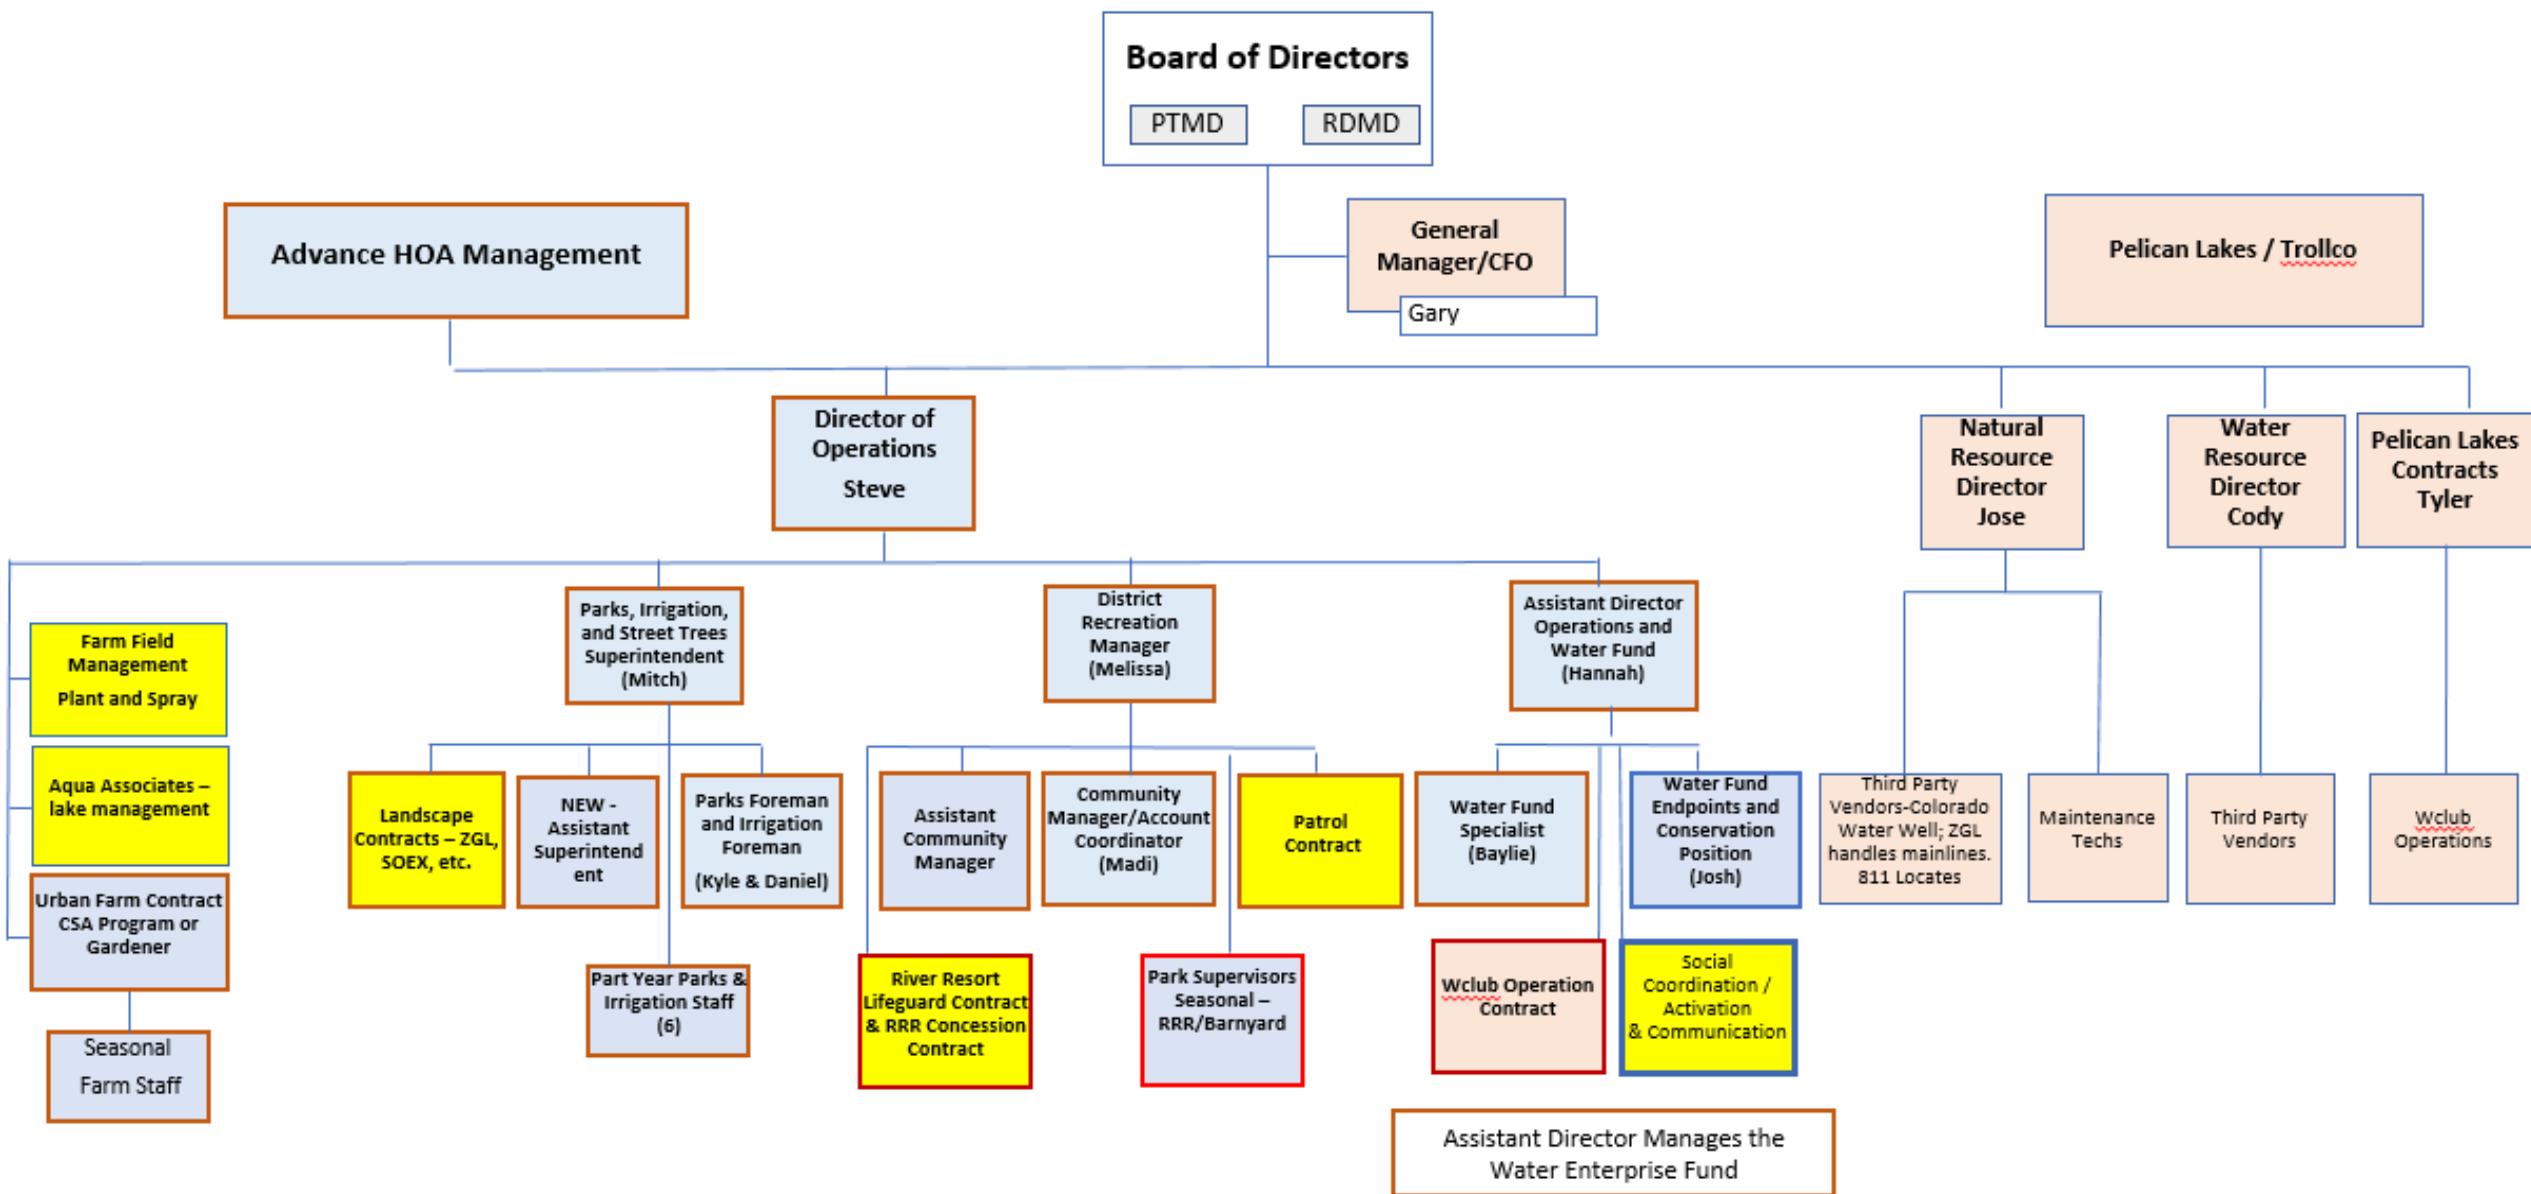 Board of Directors
PTMD
RDMD
Advance HOA Management
General
Manager/CFO
Gary
Pelican Lakes / Trollco
Director of
Operations
Steve
Natural
Resource
Director
Jose
Water
Resource
Director
Cody
Pelican Lakes
Contracts
Tyler
Farm Field
Management
Plant and Spray
Parks, Irrigation,
and Street Trees
Superintendent
(Mitch)
District
Recreation
Manager
(Melissa)
Assistant Director
Operations and
Water Fund
(Hannah)
Aqua Associates –
lake management
Landscape
Contracts – ZGL,
SOEX, etc.
NEW -
Assistant
Superintend
ent
Parks Foreman
and Irrigation
Foreman
(Kyle & Daniel)
Assistant
Community
Manager
Community
Manager/Account
Coordinator
(Madi)
Patrol
Contract
Water Fund
Specialist
(Baylie)
Water Fund
Endpoints and
Conservation
Position
(Josh)
Third Party
Vendors-Colorado
Water Well; ZGL
handles mainlines.
811 Locates
Maintenance
Techs
Third Party
Vendors
Wclub
Operations
Urban Farm Contract
CSA Program or
Gardener
Part Year Parks &
Irrigation Staff
(6)
River Resort
Lifeguard Contract
& RRR Concession
Contract
Park Supervisors
Seasonal –
RRR/Barnyard
Wclub Operation
Contract
Social
Coordination /
Activation
& Communication
Seasonal
Farm Staff
Assistant Director Manages the
Water Enterprise Fund